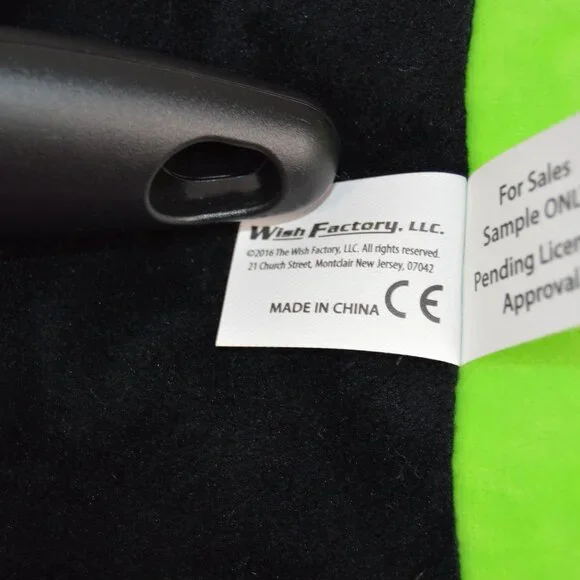 Wish Factory, LLC.
©2016 The Wish Factory, LLC. All rights reserved.
21 Church Street, Montclair New Jersey, 07042
MADE IN CHINA CE
For Sales
Sample ONL
Pending Licen
Approval.